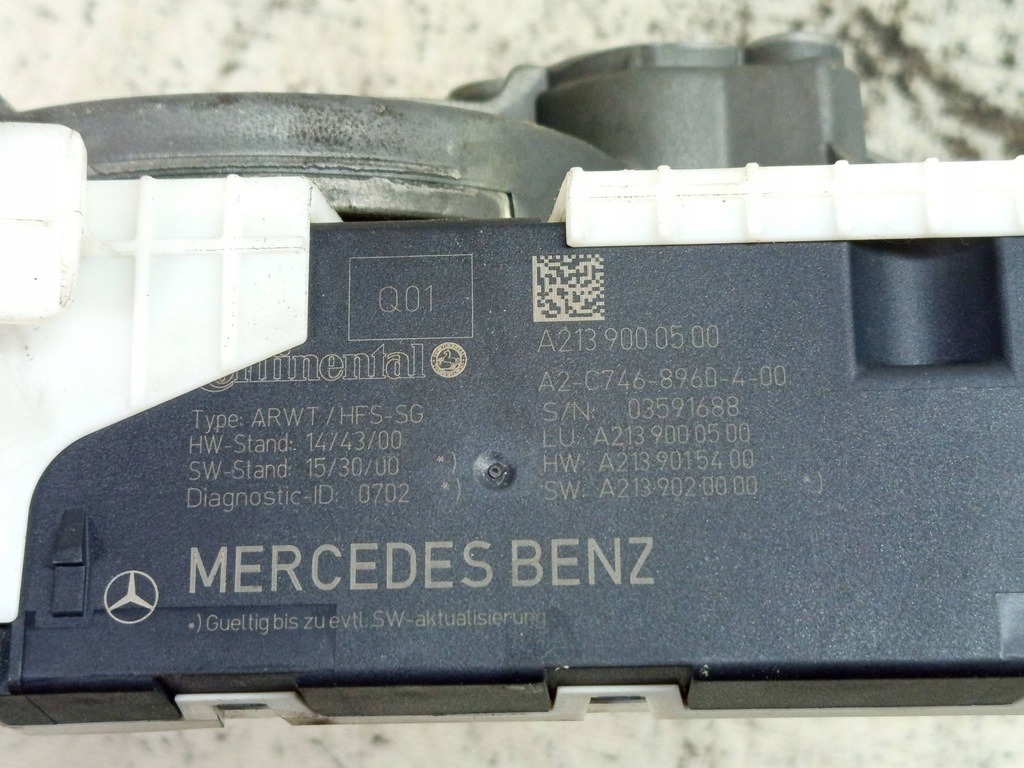 Q01
Continental
Type: ARWT/HFS-SG
HW-Stand: 14/43/00
SW-Stand: 15/30/00 *)
Diagnostic-ID: 0702 *)
A213 900 05 00
A2-C746-8960-4-00
S/N: 03591688
LU: A213 900 05 00
HW: A213 901 54 00
SW: A213 902 00 00 *)
MERCEDES BENZ
*) Gueltig bis zu evtl. SW-aktualisierung